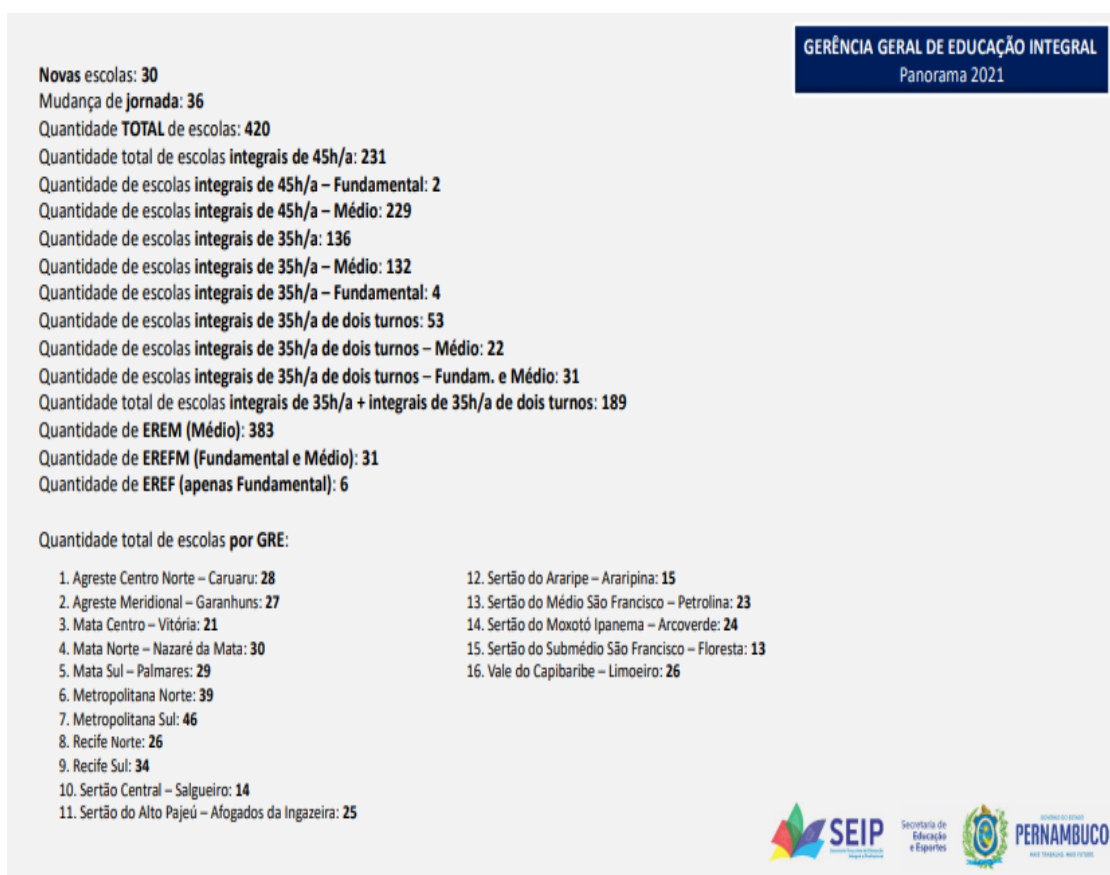 GERÊNCIA GERAL DE EDUCAÇÃO INTEGRAL
Panorama 2021
Novas escolas: 30
Mudança de jornada: 36
Quantidade TOTAL de escolas: 420
Quantidade total de escolas integrais de 45h/a: 231
Quantidade de escolas integrais de 45h/a – Fundamental: 2
Quantidade de escolas integrais de 45h/a – Médio: 229
Quantidade de escolas integrais de 35h/a: 136
Quantidade de escolas integrais de 35h/a – Médio: 132
Quantidade de escolas integrais de 35h/a – Fundamental: 4
Quantidade de escolas integrais de 35h/a de dois turnos: 53
Quantidade de escolas integrais de 35h/a de dois turnos – Médio: 22
Quantidade de escolas integrais de 35h/a de dois turnos – Fundam. e Médio: 31
Quantidade total de escolas integrais de 35h/a + integrais de 35h/a de dois turnos: 189
Quantidade de EREM (Médio): 383
Quantidade de EREFM (Fundamental e Médio): 31
Quantidade de EREF (apenas Fundamental): 6
Quantidade total de escolas por GRE:
1. Agreste Centro Norte – Caruaru: 28
2. Agreste Meridional – Garanhuns: 27
3. Mata Centro – Vitória: 21
4. Mata Norte – Nazaré da Mata: 30
5. Mata Sul – Palmares: 29
6. Metropolitana Norte: 39
7. Metropolitana Sul: 46
8. Recife Norte: 26
9. Recife Sul: 34
10. Sertão Central – Salgueiro: 14
11. Sertão do Alto Pajeú – Afogados da Ingazeira: 25
12. Sertão do Araripe – Araripina: 15
13. Sertão do Médio São Francisco – Petrolina: 23
14. Sertão do Moxotó Ipanema – Arcoverde: 24
15. Sertão do Submédio São Francisco – Floresta: 13
16. Vale do Capibaribe – Limoeiro: 26
SEIP
Secretaria de
Educação
e Esportes
GOVERNO DO ESTADO
PERNAMBUCO
MAIS TRABALHO, MAIS FUTURO.